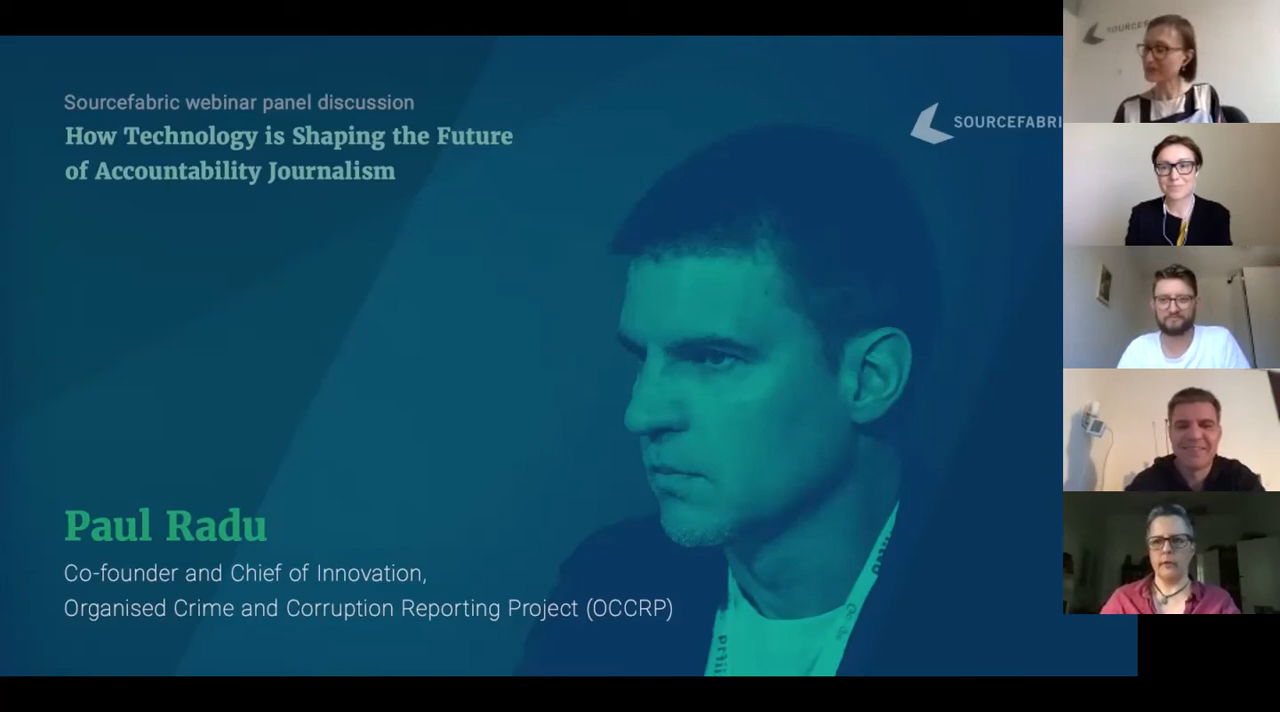 Sourcefabric webinar panel discussion
How Technology is Shaping the Future
of Accountability Journalism
SOURCEFABRI
Paul Radu
Co-founder and Chief of Innovation,
Organised Crime and Corruption Reporting Project (OCCRP)